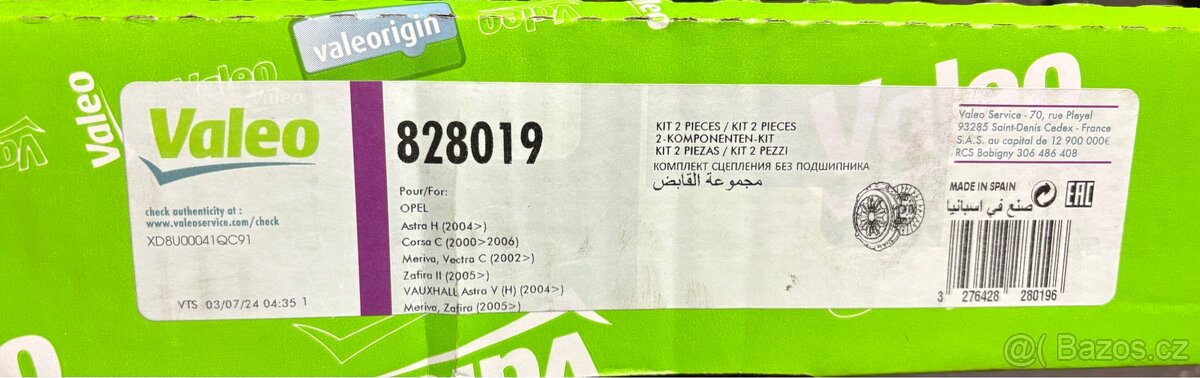 valeorigin
Valeo
Valeo
Valeo
Valeo
check authenticity at :
www.valeoservice.com/check
XD8U00041QC91
VTS 03/07/24 04:35 1
828019
Pour/For:
OPEL
Astra H (2004>)
Corsa C (2000>2006)
Meriva, Vectra C (2002>)
Zafira II (2005>)
VAUXHALL Astra V (H) (2004>)
Meriva, Zafira (2005>)
KIT 2 PIECES / KIT 2 PIECES
2-KOMPONENTEN-KIT
KIT 2 PIEZAS / KIT 2 PEZZI
КОМПЛЕКТ СЦЕПЛЕНИЯ БЕЗ ПОДШИПНИКА
مجموعة القابض
Valeo Service - 70, rue Pleyel
93285 Saint-Denis Cedex - France
S.A.S. au capital de 12 900 000€
RCS Bobigny 306 486 408
MADE IN SPAIN
صنع في اسبانيا
EAC
3 276428 280196
@( Bazos.cz